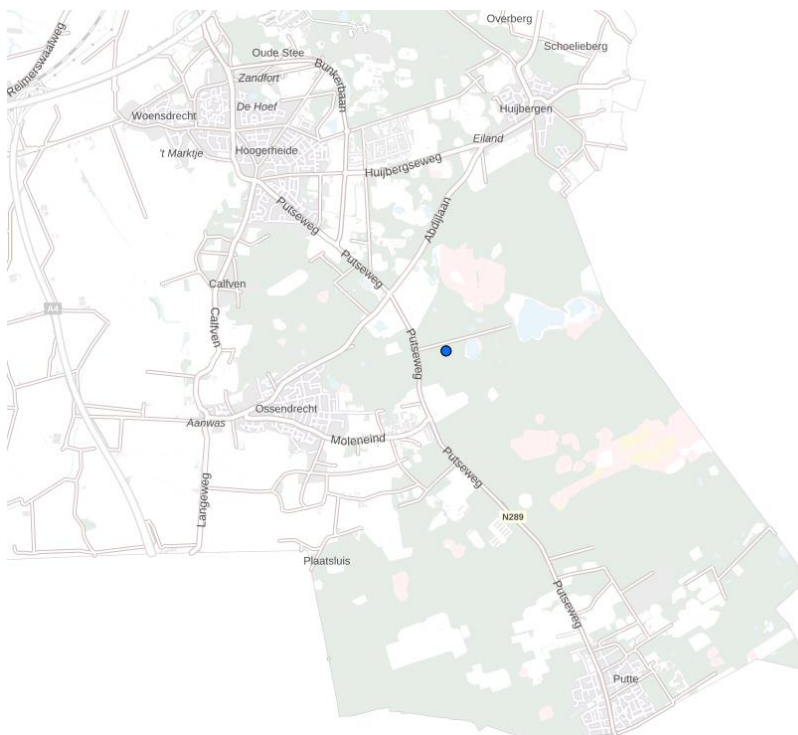 Overberg
Reimerswaalweg
Schoelieberg
Oude Stee
Bunkerbaan
Zandfort
De Hoef
Huijbergen
Woensdrecht
Eiland
Hoogerheide
't Marktje
Huijbergseweg
Putseweg
Abdijlaan
Putseweg
Calfven
A4
Calfven
Putseweg
Ossendrecht
Aanwas
Moleneind
Putseweg
Langeweg
N289
Plaatsluis
Putseweg
Putte